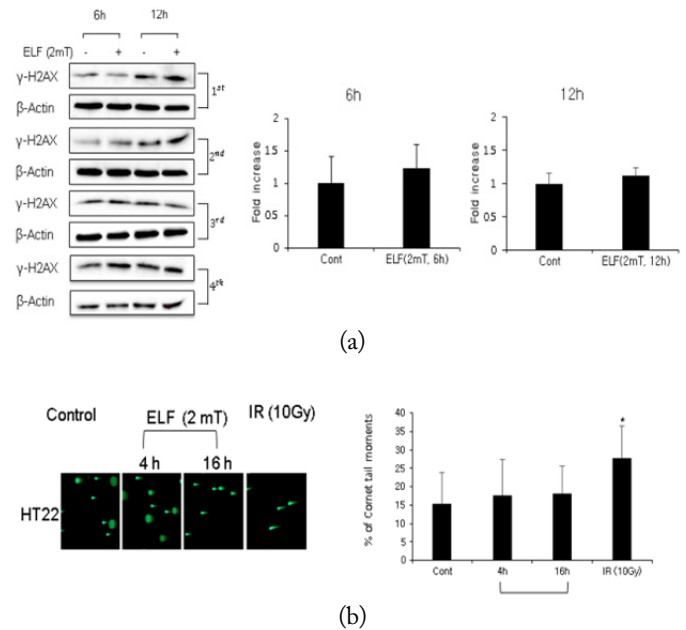 6h 12h
ELF (2mT) - + - +
γ-H2AX
β-Actin
1st
γ-H2AX
β-Actin
2nd
γ-H2AX
β-Actin
3rd
γ-H2AX
β-Actin
4th
6h
Fold increase
2
1.5
1
0.5
0
Cont ELF(2mT, 6h)
12h
Fold increase
2
1.5
1
0.5
0
Cont ELF(2mT, 12h)
(a)
Control ELF (2 mT) IR (10Gy)
4 h 16 h
HT22
% of Comet tail moments
40
35
30
25
20
15
10
5
0
*
Cont 4h 16h IR (10Gy)
(b)